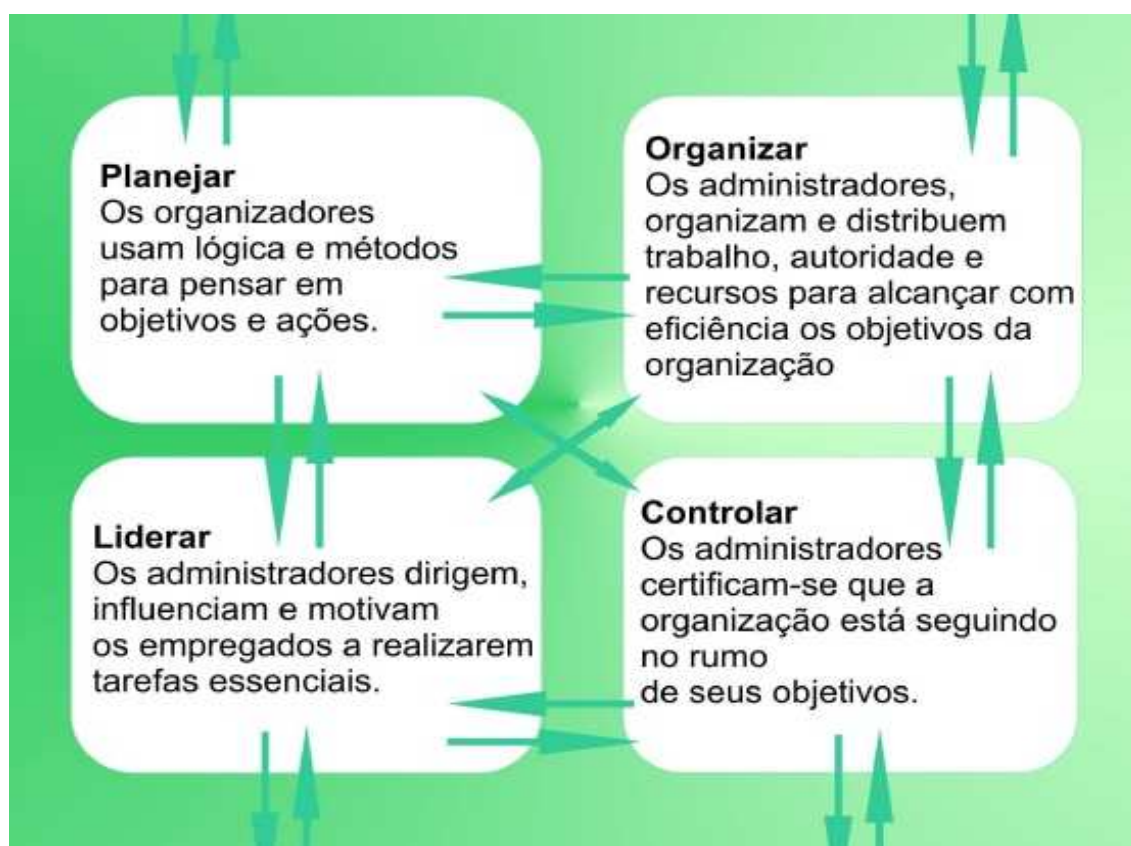 Planejar
Os organizadores
usam lógica e métodos
para pensar em
objetivos e ações.
Organizar
Os administradores,
organizam e distribuem
trabalho, autoridade e
recursos para alcançar com
eficiência os objetivos da
organização
Liderar
Os administradores dirigem,
influenciam e motivam
os empregados a realizarem
tarefas essenciais.
Controlar
Os administradores
certificam-se que a
organização está seguindo
no rumo
de seus objetivos.